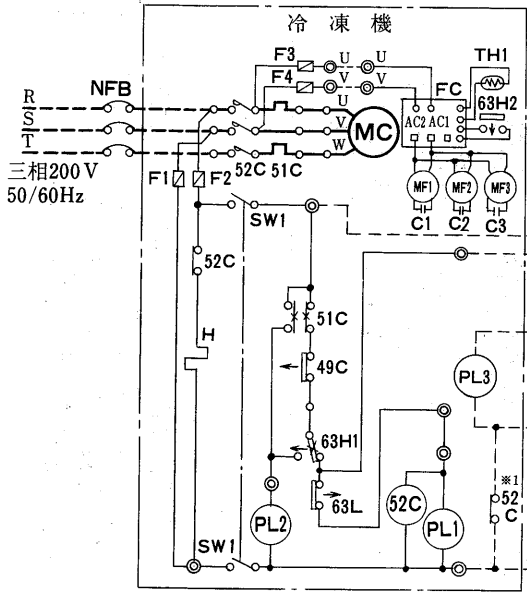 冷凍機
F3 U U TH1
F4 V V FC 63H2
NFB
R U
S V MC AC2 AC1
T W
三相200V
50/60Hz
F1 F2 52C 51C
MF1 MF2 MF3
C1 C2 C3
SW1
52C
51C
H
49C
PL3
63H1
※1
52
C
63L
52C
PL2 PL1
SW1